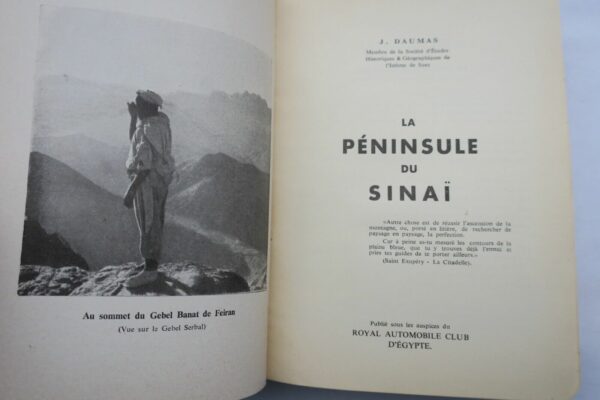 Au sommet du Gebel Banat de Feiran
(Vue sur le Gebel Serbal)
J. DAUMAS
Membre de la Société d'Études
Historiques & Géographiques de
l'Isthme de Suez
LA
PÉNINSULE
DU
SINAÏ
«Autre chose est de réussir l'ascension de la
montagne, ou, porté en litière, de rechercher de
paysage en paysage, la perfection.
Car à peine as-tu mesuré les contours de la
plaine bleue, que tu y trouves déjà l'ennui et
pries tes guides de te porter ailleurs.»
(Saint Exupéry - La Citadelle).
Publié sous les auspices du
ROYAL AUTOMOBILE CLUB
D'ÉGYPTE.